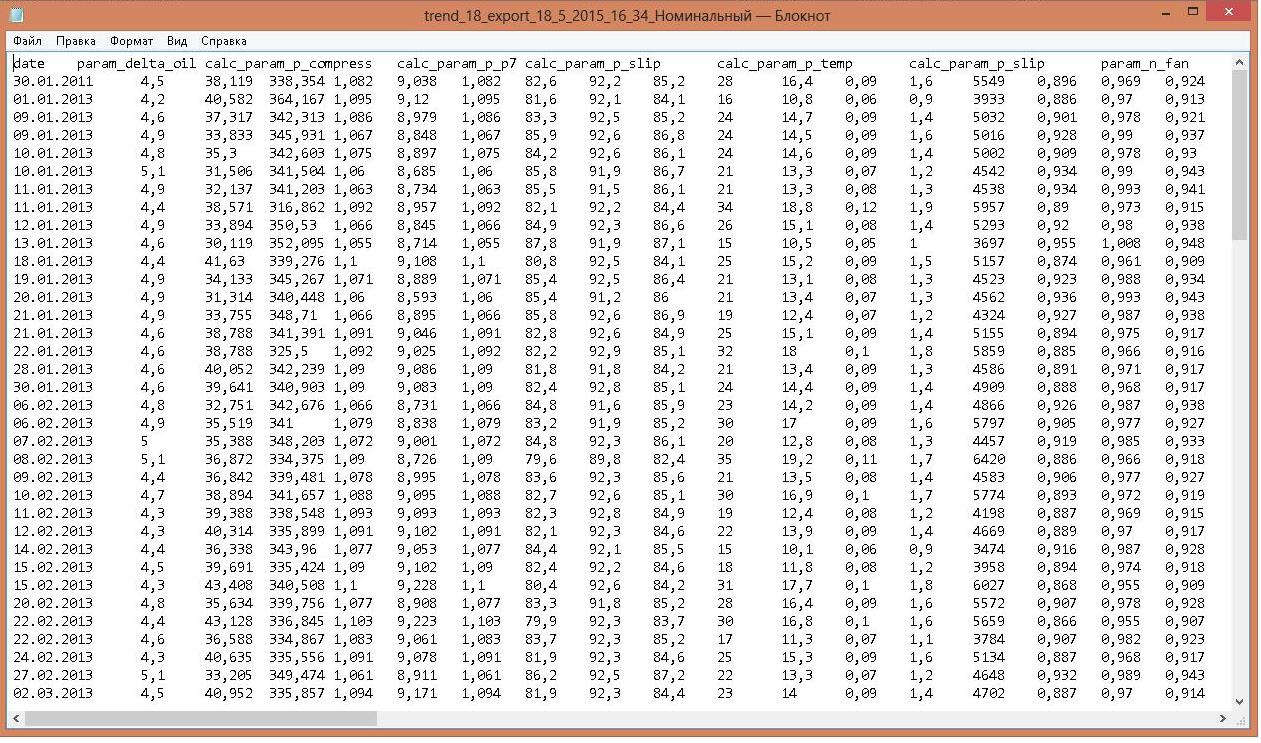 trend_18_export_18_5_2015_16_34_Номинальный — Блокнот
Файл Правка Формат Вид Справка
date param_delta_oil calc_param_p_compress calc_param_p_p7 calc_param_p_slip calc_param_p_temp calc_param_p_slip param_n_fan
30.01.2011 4,5 38,119 338,354 1,082 9,038 1,082 82,6 92,2 85,2 28 16,4 0,09 1,6 5549 0,896 0,969 0,924
01.01.2013 4,2 40,582 364,167 1,095 9,12 1,095 81,6 92,1 84,1 16 10,8 0,06 0,9 3933 0,886 0,97 0,913
09.01.2013 4,6 37,317 342,313 1,086 8,979 1,086 83,3 92,5 85,2 24 14,7 0,09 1,4 5032 0,901 0,978 0,921
09.01.2013 4,9 33,833 345,931 1,067 8,848 1,067 85,9 92,6 86,8 24 14,5 0,09 1,6 5016 0,928 0,99 0,937
10.01.2013 4,8 35,3 342,603 1,075 8,897 1,075 84,2 92,6 86,1 24 14,6 0,09 1,4 5002 0,909 0,978 0,93
10.01.2013 5,1 31,506 341,504 1,06 8,685 1,06 85,8 91,9 86,7 21 13,3 0,07 1,2 4542 0,934 0,99 0,943
11.01.2013 4,9 32,137 341,203 1,063 8,734 1,063 85,5 91,5 86,1 21 13,3 0,08 1,3 4538 0,934 0,993 0,941
11.01.2013 4,4 38,571 316,862 1,092 8,957 1,092 82,1 92,2 84,4 34 18,8 0,12 1,9 5957 0,89 0,973 0,915
12.01.2013 4,9 33,894 350,53 1,066 8,845 1,066 84,9 92,3 86,6 26 15,1 0,08 1,4 5293 0,92 0,98 0,938
13.01.2013 4,6 30,119 352,095 1,055 8,714 1,055 87,8 91,9 87,1 15 10,5 0,05 1 3697 0,955 1,008 0,948
18.01.2013 4,4 41,63 339,276 1,1 9,108 1,1 80,8 92,5 84,1 25 15,2 0,09 1,5 5157 0,874 0,961 0,909
19.01.2013 4,9 34,133 345,267 1,071 8,889 1,071 85,4 92,5 86,4 21 13,1 0,08 1,3 4523 0,923 0,988 0,934
20.01.2013 4,9 31,314 340,448 1,06 8,593 1,06 85,4 91,2 86 21 13,4 0,07 1,3 4562 0,936 0,993 0,943
21.01.2013 4,9 33,755 348,71 1,066 8,895 1,066 85,8 92,6 86,9 19 12,4 0,07 1,2 4324 0,927 0,987 0,938
21.01.2013 4,6 38,788 341,391 1,091 9,046 1,091 82,8 92,6 84,9 25 15,1 0,09 1,4 5155 0,894 0,975 0,917
22.01.2013 4,6 38,788 325,5 1,092 9,025 1,092 82,2 92,9 85,1 32 18 0,1 1,8 5859 0,885 0,966 0,916
28.01.2013 4,6 40,052 342,239 1,09 9,086 1,09 81,8 91,8 84,2 21 13,4 0,09 1,3 4586 0,891 0,971 0,917
30.01.2013 4,6 39,641 340,903 1,09 9,083 1,09 82,4 92,8 85,1 24 14,4 0,09 1,4 4909 0,888 0,968 0,917
06.02.2013 4,8 32,751 342,676 1,066 8,731 1,066 84,8 91,6 85,9 23 14,2 0,09 1,4 4866 0,926 0,987 0,938
06.02.2013 4,9 35,519 341 1,079 8,838 1,079 83,2 91,9 85,2 30 17 0,09 1,6 5797 0,905 0,977 0,927
07.02.2013 5 35,388 348,203 1,072 9,001 1,072 84,8 92,3 86,1 20 12,8 0,08 1,3 4457 0,919 0,985 0,933
08.02.2013 5,1 36,872 334,375 1,09 8,726 1,09 79,6 89,8 82,4 35 19,2 0,11 1,7 6420 0,886 0,966 0,918
09.02.2013 4,4 36,842 339,481 1,078 8,995 1,078 83,6 92,3 85,6 21 13,5 0,08 1,4 4583 0,906 0,977 0,927
10.02.2013 4,7 38,894 341,657 1,088 9,095 1,088 82,7 92,6 85,1 30 16,9 0,1 1,7 5774 0,893 0,972 0,919
11.02.2013 4,3 39,388 338,548 1,093 9,093 1,093 82,3 92,8 84,9 19 12,4 0,08 1,2 4198 0,887 0,969 0,915
12.02.2013 4,3 40,314 335,899 1,091 9,102 1,091 82,1 92,3 84,6 22 13,9 0,09 1,4 4669 0,889 0,97 0,917
14.02.2013 4,4 36,338 343,96 1,077 9,053 1,077 84,4 92,1 85,5 15 10,1 0,06 0,9 3474 0,916 0,987 0,928
15.02.2013 4,5 39,691 335,424 1,09 9,102 1,09 82,4 92,2 84,6 18 11,8 0,08 1,2 3958 0,894 0,974 0,918
15.02.2013 4,3 43,408 340,508 1,1 9,228 1,1 80,4 92,6 84,2 31 17,7 0,1 1,8 6027 0,868 0,955 0,909
20.02.2013 4,8 35,634 339,756 1,077 8,908 1,077 83,3 91,8 85,2 28 16,4 0,09 1,6 5572 0,907 0,978 0,928
22.02.2013 4,4 43,128 336,845 1,103 9,223 1,103 79,9 92,3 83,7 30 16,8 0,1 1,6 5659 0,866 0,955 0,907
22.02.2013 4,6 36,588 334,867 1,083 9,061 1,083 83,7 92,3 85,2 17 11,3 0,07 1,1 3784 0,907 0,982 0,923
24.02.2013 4,3 40,635 335,556 1,091 9,078 1,091 81,9 92,3 84,6 25 15,3 0,09 1,6 5134 0,887 0,968 0,917
27.02.2013 5,1 33,205 349,474 1,061 8,911 1,061 86,2 92,5 87,2 22 13,3 0,07 1,2 4648 0,932 0,989 0,943
02.03.2013 4,5 40,952 335,857 1,094 9,171 1,094 81,9 92,3 84,4 23 14 0,09 1,4 4702 0,887 0,97 0,914